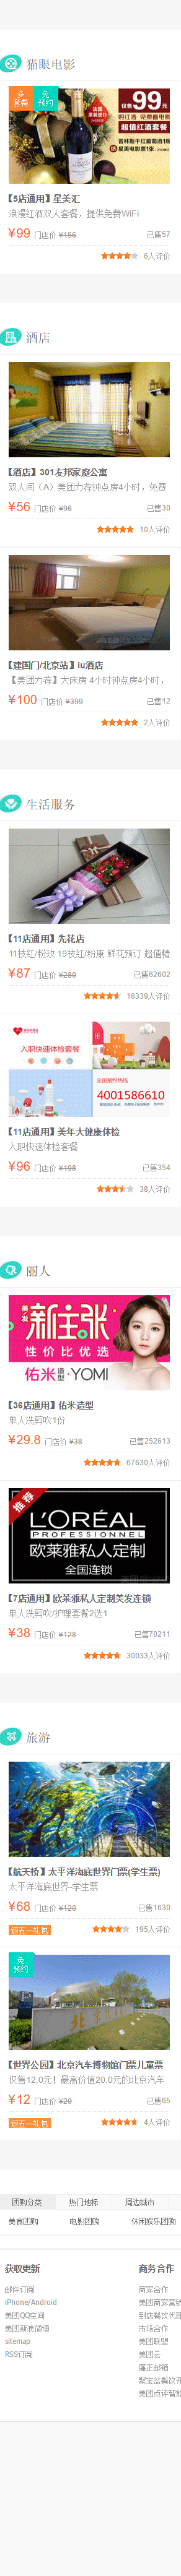 猫眼电影
多
套餐
免
预约
仅售
99
元
法国原瓶进口
购 买 商 家
免费红酒双人套餐
超值红酒
【5店通用】星美汇
浪漫红酒双人套餐，提供免费WiFi
¥99 门店价 ¥156 已售57
6人评价
酒店
【酒店】301友邦家庭公寓
双人间（A）美团力荐钟点房4小时，免费
¥56 门店价 ¥96 已售30
10人评价
【建国门/北京站】iu酒店
【美团力荐】大床房 4小时钟点房4小时，
¥100 门店价 ¥399 已售12
2人评价
生活服务
【11店通用】先花店
11枝红/粉玫 19枝红/粉康 鲜花预订 超值精
¥87 门店价 ¥280 已售62602
16339人评价
入职快速体检套餐
全国短信热线
4001586610
【11店通用】美年大健康体检
入职快速体检套餐
¥96 门店价 ¥198 已售354
38人评价
丽人
美发
新主张
性价比多优惠
佑米 造型 · YOMI
【36店通用】佑米造型
单人洗剪吹1份
¥29.8 门店价 ¥38 已售252613
67630人评价
推荐
L'ORÉAL
PROFESSIONNEL
欧莱雅私人定制
全国连锁
【7店通用】欧莱雅私人定制美发连锁
单人洗剪吹/护理套餐2选1
¥38 门店价 ¥128 已售70211
30033人评价
旅游
【航天桥】太平洋海底世界门票(学生票)
太平洋海底世界-学生票
¥68 门店价 ¥120 已售1630
返五一礼包 195人评价
免
预约
【世界公园】北京汽车博物馆门票儿童票
仅售12.0元！最高价值20.0元的北京汽车
¥12 门店价 ¥20 已售65
返五一礼包 4人评价
团购分类 热门地标 周边城市
美食团购 电影团购 休闲娱乐团购
获取更新 商务合作
邮件订阅 商家合作
iPhone/Android 美团商家营销
美团QQ空间 到店餐饮代理
美团新浪微博 市场合作
sitemap 美团联盟
RSS订阅 美团云
廉正邮箱
聚宝盆餐饮开
美团点评智能